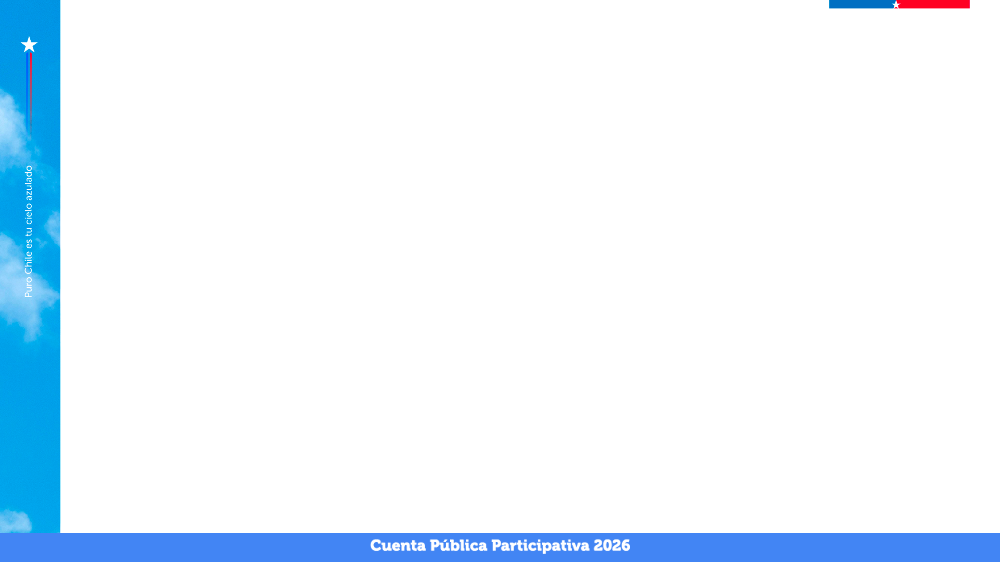 Puro Chile es tu cielo azulado
Cuenta Pública Participativa 2026